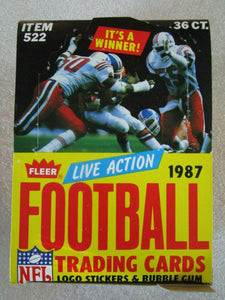 ITEM
522
IT'S A
WINNER!
36 CT.
FLEER
LIVE ACTION
1987
FOOTBALL
NFL
TRADING CARDS
LOGO STICKERS & BUBBLE GUM